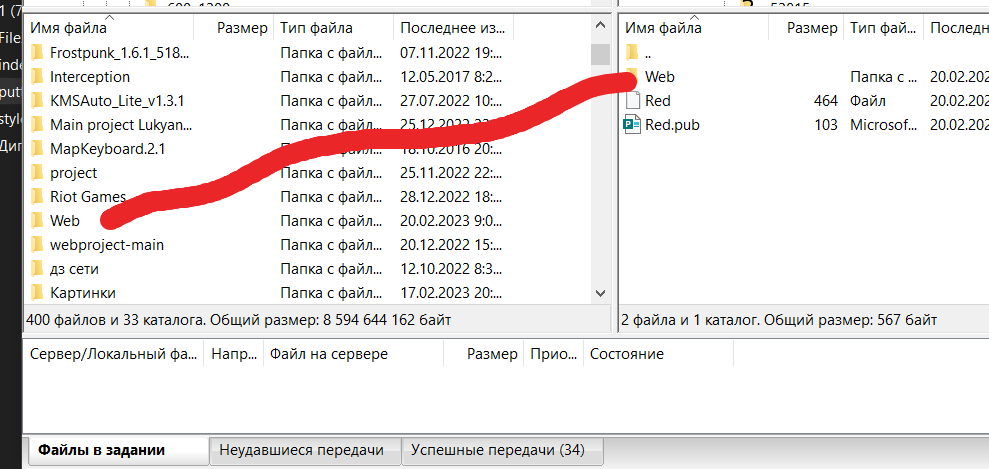 1 (7
File
inde
put
style
Дип
600_1200
52015
Имя файла Размер Тип файла Последнее из...
Frostpunk_1.6.1_518... Папка с файл... 07.11.2022 19:...
Interception Папка с файл... 12.05.2017 8:2...
KMSAuto_Lite_v1.3.1 Папка с файл... 27.07.2022 10:...
Main project Lukyan... Папка с файл... 25.12.2022
MapKeyboard.2.1 Папка с файл... 18.10.2016 20:...
project Папка с файл... 25.11.2022 22:...
Riot Games Папка с файл... 28.12.2022 18:...
Web Папка с файл... 20.02.2023 9:0...
webproject-main Папка с файл... 20.12.2022 15:...
дз сети Папка с файл... 12.10.2022 8:3...
Картинки Папка с файл... 17.02.2023 20:...
400 файлов и 33 каталога. Общий размер: 8 594 644 162 байт
Имя файла Размер Тип фай... Последн
..
Web Папка с ... 20.02.202
Red 464 Файл 20.02.202
Red.pub 103 Microsof... 20.02.202
2 файла и 1 каталог. Общий размер: 567 байт
Сервер/Локальный фа... Напр... Файл на сервере Размер Прио... Состояние
Файлы в задании Неудавшиеся передачи Успешные передачи (34)